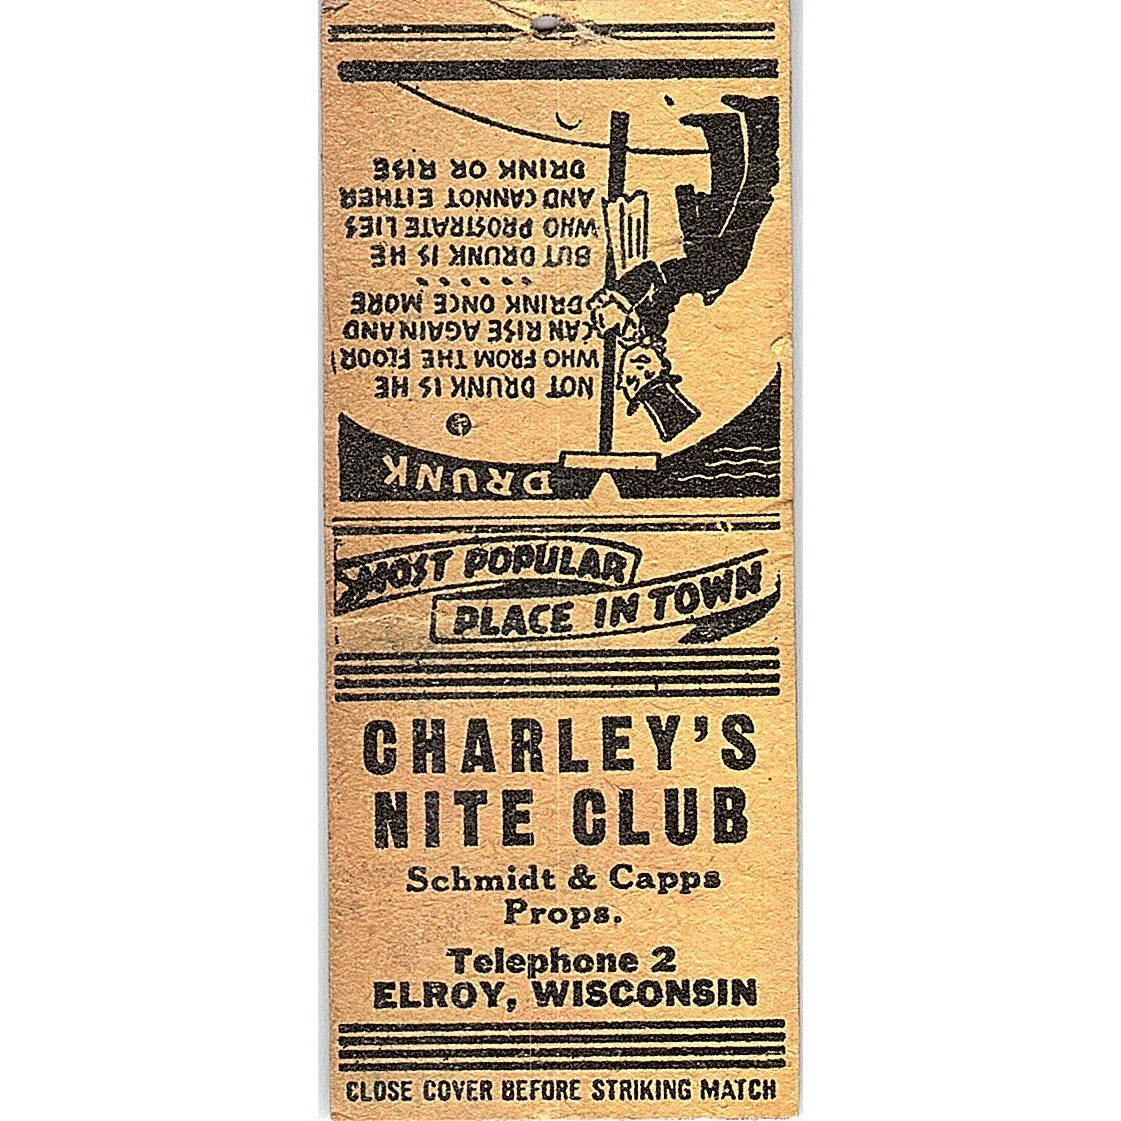 DRUNK
NOT DRUNK IS HE
WHO FROM THE FLOOR!
CAN RISE AGAIN AND
DRINK ONCE MORE
......
BUT DRUNK IS HE
WHO PROSTRATE LIES
AND CANNOT EITHER
DRINK OR RISE
MOST POPULAR
PLACE IN TOWN
CHARLEY'S
NITE CLUB
Schmidt & Capps
Props.
Telephone 2
ELROY, WISCONSIN
CLOSE COVER BEFORE STRIKING MATCH